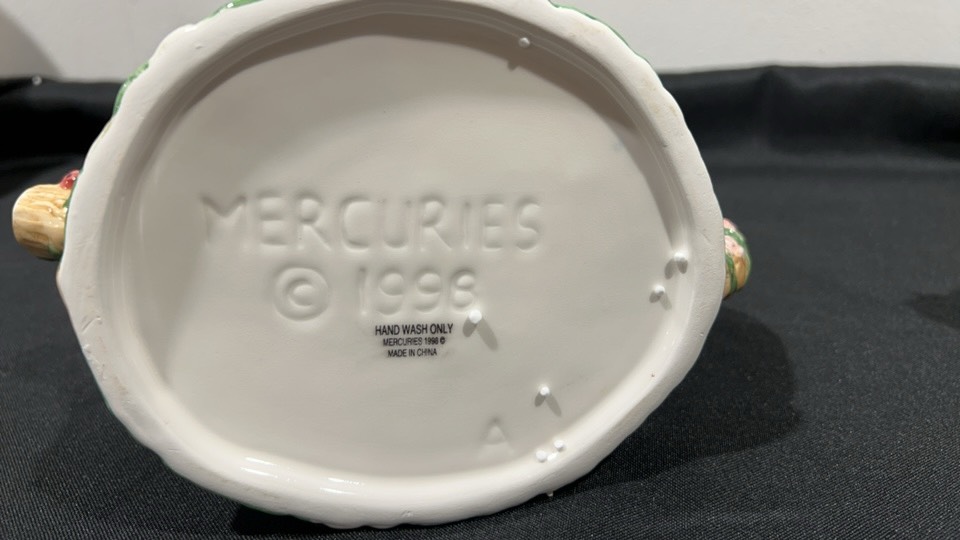 MERCURIES
© 1998
HAND WASH ONLY
MERCURIES 1998 ©
MADE IN CHINA
A